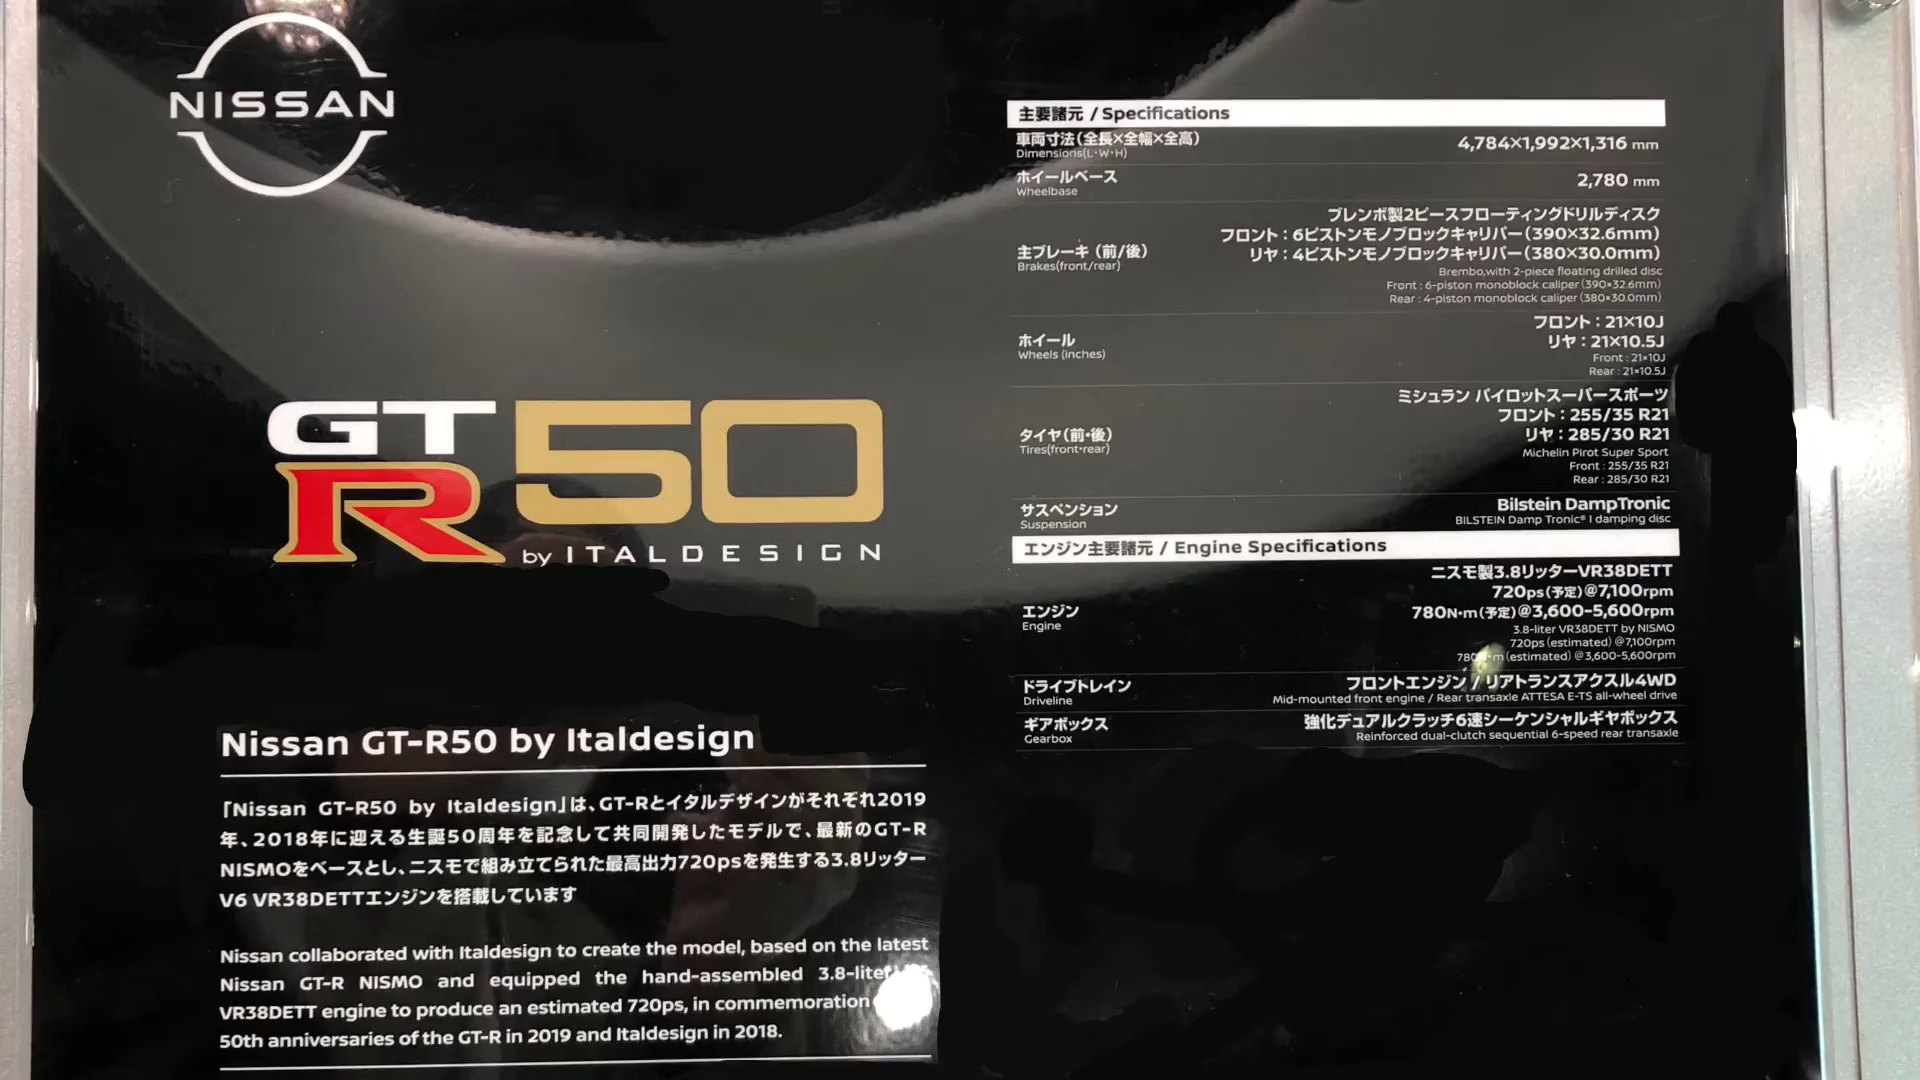 NISSAN
GT
R50
by ITALDESIGN
Nissan GT-R50 by Italdesign
「Nissan GT-R50 by Italdesign」は、GT-Rとイタルデザインがそれぞれ2019
年、2018年に迎える生誕50周年を記念して共同開発したモデルで、最新のGT-R
NISMOをベースとし、ニスモで組み立てられた最高出力720psを発生する3.8リッター
V6 VR38DETTエンジンを搭載しています
Nissan collaborated with Italdesign to create the model, based on the latest
Nissan GT-R NISMO and equipped the hand-assembled 3.8-liter
VR38DETT engine to produce an estimated 720ps, in commemoration
50th anniversaries of the GT-R in 2019 and Italdesign in 2018.
主要諸元 / Specifications
車両寸法(全長×全幅×全高) 4,784×1,992×1,316 mm
Dimensions(L・W・H)
ホイールベース 2,780 mm
Wheelbase
ブレンボ製2ピースフローティングドリルディスク
フロント：6ピストンモノブロックキャリパー(390×32.6mm)
主ブレーキ (前/後) リヤ：4ピストンモノブロックキャリパー(380×30.0mm)
Brakes(front/rear) Brembo,with 2-piece floating drilled disc
Front : 6-piston monoblock caliper (390×32.6mm)
Rear : 4-piston monoblock caliper (380×30.0mm)
フロント：21×10J
ホイール リヤ：21×10.5J
Wheels (inches) Front : 21×10J
Rear : 21×10.5J
ミシュラン パイロットスーパースポーツ
フロント：255/35 R21
タイヤ(前・後) リヤ：285/30 R21
Tires(front・rear) Michelin Pirot Super Sport
Front : 255/35 R21
Rear : 285/30 R21
サスペンション Bilstein DampTronic
Suspension BILSTEIN Damp Tronic® I damping disc
エンジン主要諸元 / Engine Specifications
ニスモ製3.8リッターVR38DETT
720ps(予定)@7,100rpm
エンジン 780N・m(予定)@3,600-5,600rpm
Engine 3.8-liter VR38DETT by NISMO
720ps (estimated) @7,100rpm
780N・m (estimated) @3,600-5,600rpm
ドライブトレイン フロントエンジン / リアトランスアクスル4WD
Driveline Mid-mounted front engine / Rear transaxle ATTESA E-TS all-wheel drive
ギアボックス 強化デュアルクラッチ6速シーケンシャルギヤボックス
Gearbox Reinforced dual-clutch sequential 6-speed rear transaxle